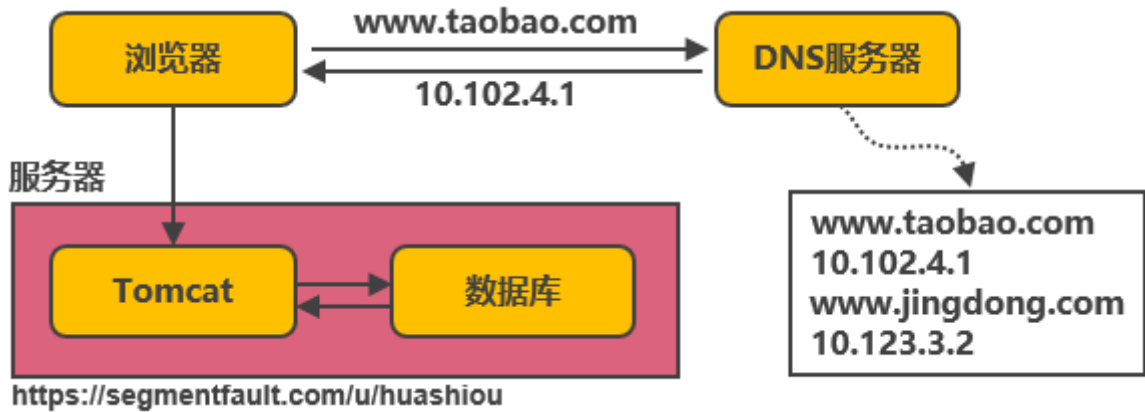 www.taobao.com
浏览器
DNS服务器
10.102.4.1
服务器
www.taobao.com
10.102.4.1
www.jingdong.com
10.123.3.2
Tomcat
数据库
https://segmentfault.com/u/huashiou